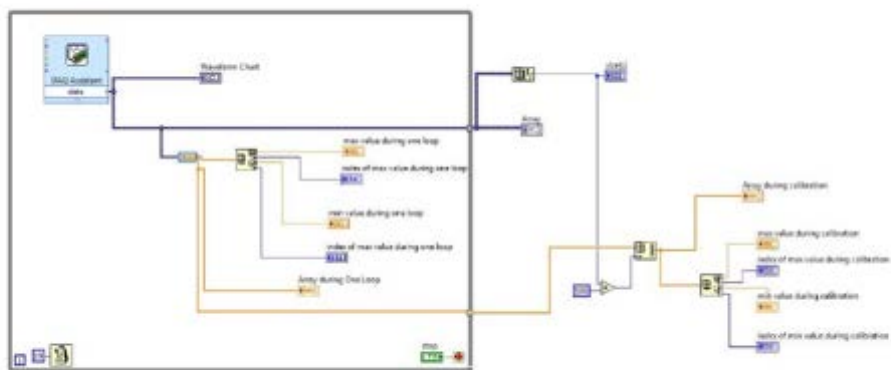 DAQ Assistant
data
Waveform Chart
Array
max value during one loop
index of max value during one loop
min value during one loop
index of max value during one loop
Array during One Loop
stop
i
Array during calibration
max value during calibration
index of max value during calibration
min value during calibration
index of min value during calibration